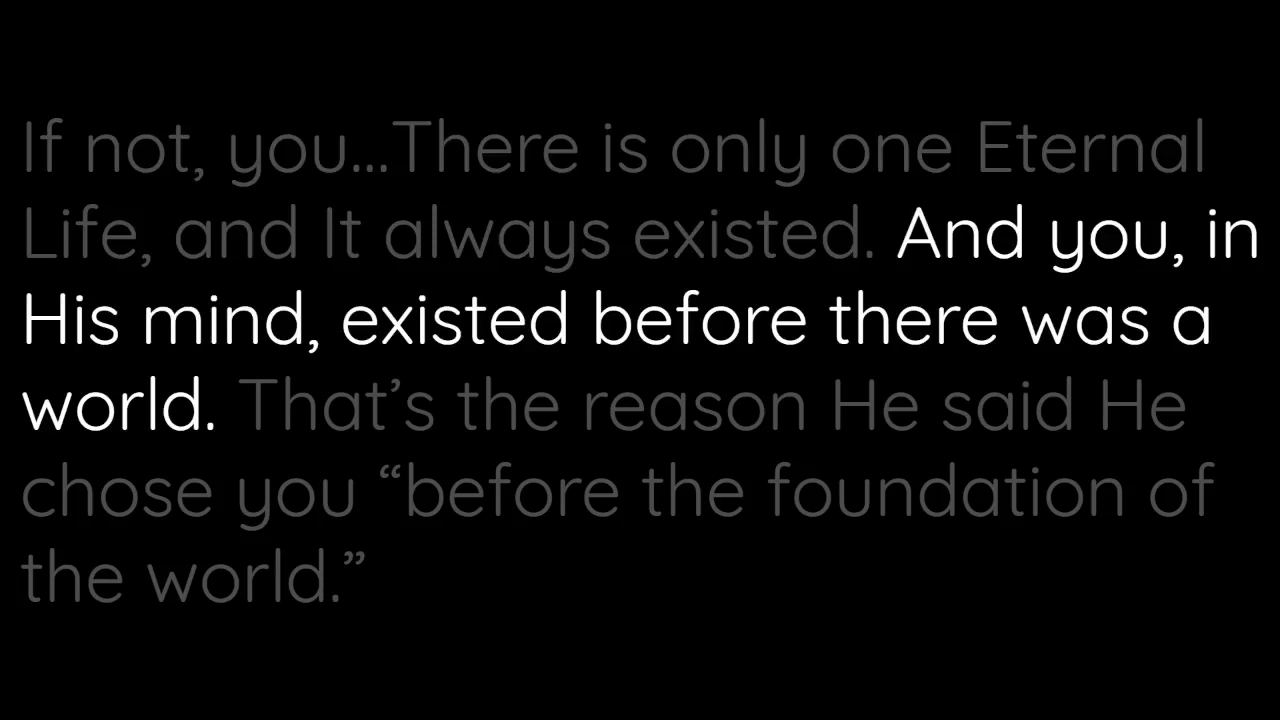 If not, you...There is only one Eternal
Life, and It always existed. And you, in
His mind, existed before there was a
world. That’s the reason He said He
chose you “before the foundation of
the world.”